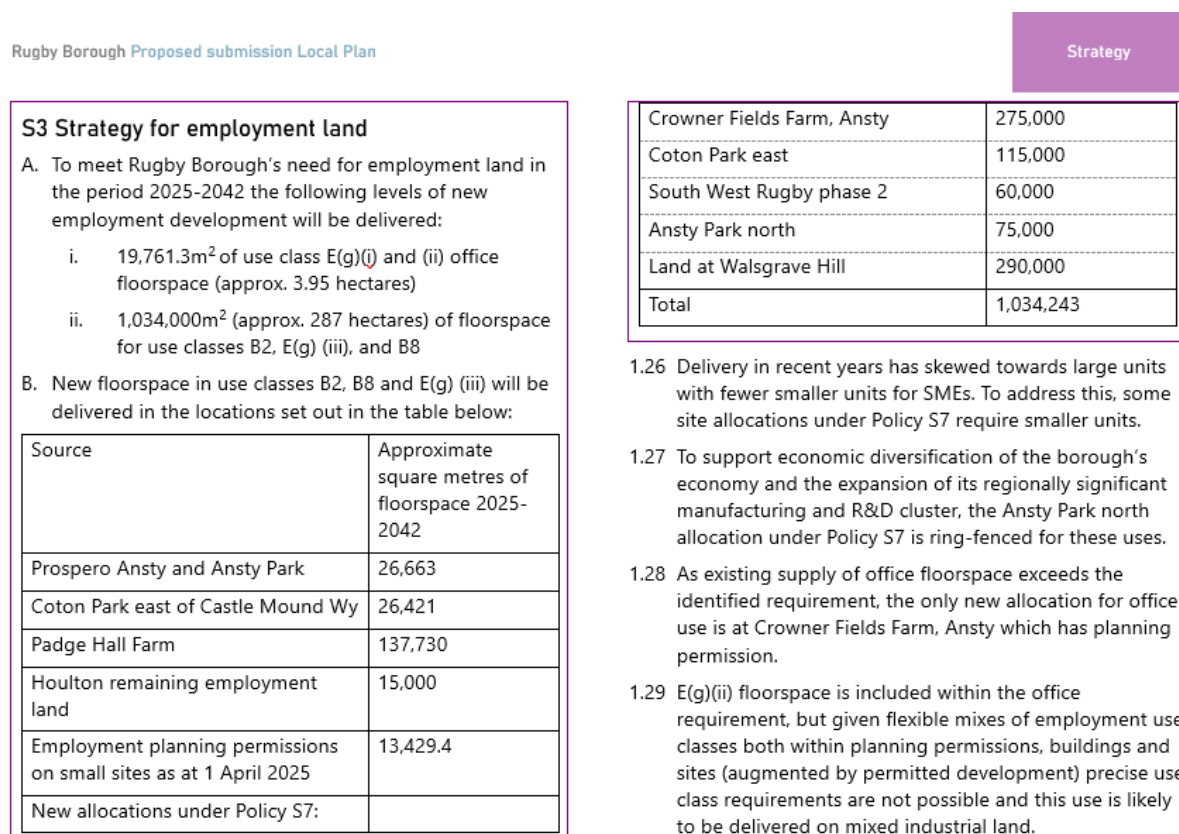 Rugby Borough Proposed submission Local Plan
Strategy
S3 Strategy for employment land
A. To meet Rugby Borough's need for employment land in
the period 2025-2042 the following levels of new
employment development will be delivered:
i. 19,761.3m² of use class E(g)(i) and (ii) office
floorspace (approx. 3.95 hectares)
ii. 1,034,000m² (approx. 287 hectares) of floorspace
for use classes B2, E(g) (iii), and B8
B. New floorspace in use classes B2, B8 and E(g) (iii) will be
delivered in the locations set out in the table below:
Source Approximate
square metres of
floorspace 2025-
2042
Prospero Ansty and Ansty Park 26,663
Coton Park east of Castle Mound Wy 26,421
Padge Hall Farm 137,730
Houlton remaining employment 15,000
land
Employment planning permissions 13,429.4
on small sites as at 1 April 2025
New allocations under Policy S7:
Crowner Fields Farm, Ansty 275,000
Coton Park east 115,000
South West Rugby phase 2 60,000
Ansty Park north 75,000
Land at Walsgrave Hill 290,000
Total 1,034,243
1.26 Delivery in recent years has skewed towards large units
with fewer smaller units for SMEs. To address this, some
site allocations under Policy S7 require smaller units.
1.27 To support economic diversification of the borough's
economy and the expansion of its regionally significant
manufacturing and R&D cluster, the Ansty Park north
allocation under Policy S7 is ring-fenced for these uses.
1.28 As existing supply of office floorspace exceeds the
identified requirement, the only new allocation for office
use is at Crowner Fields Farm, Ansty which has planning
permission.
1.29 E(g)(ii) floorspace is included within the office
requirement, but given flexible mixes of employment use
classes both within planning permissions, buildings and
sites (augmented by permitted development) precise use
class requirements are not possible and this use is likely
to be delivered on mixed industrial land.